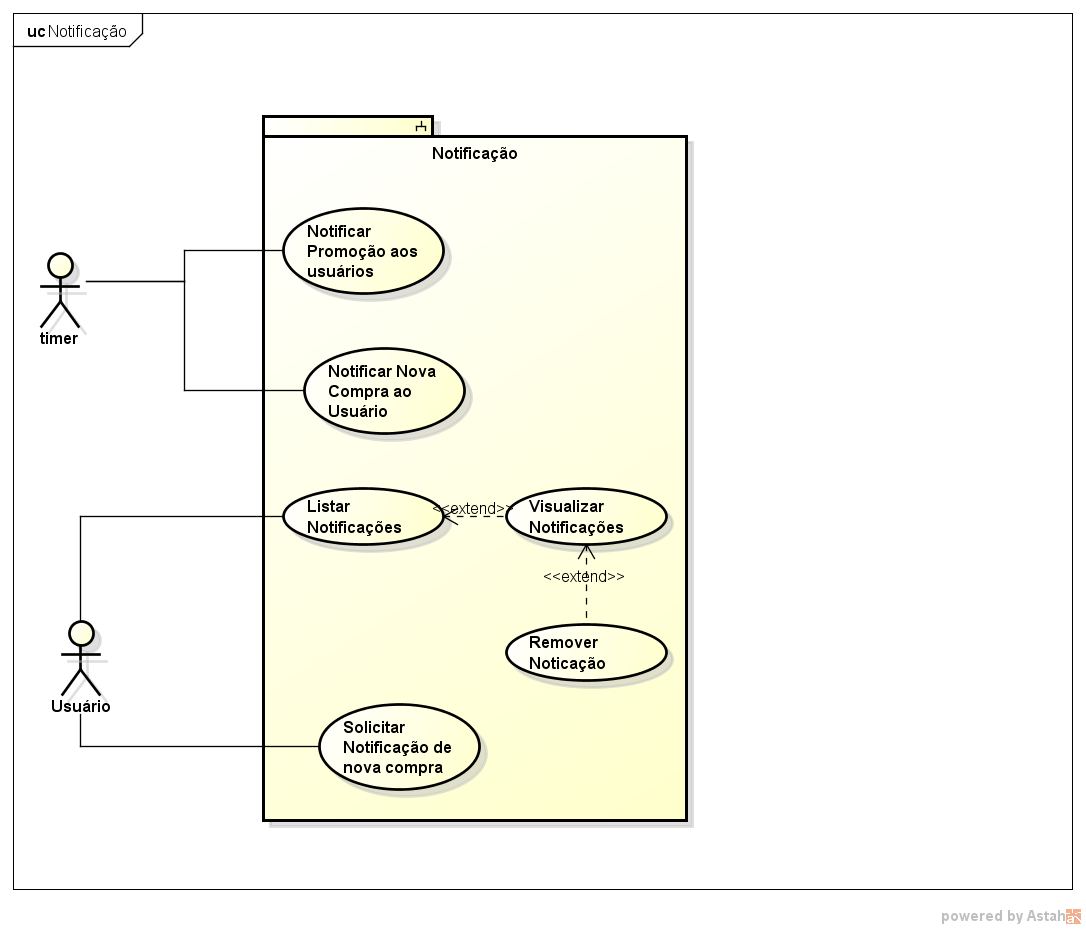 uc Notificação
Notificação
Notificar
Promoção aos
usuários
timer
Notificar Nova
Compra ao
Usuário
Listar
Notificações
<<extend>>
Visualizar
Notificações
<<extend>>
Remover
Noticação
Usuário
Solicitar
Notificação de
nova compra
powered by Astah